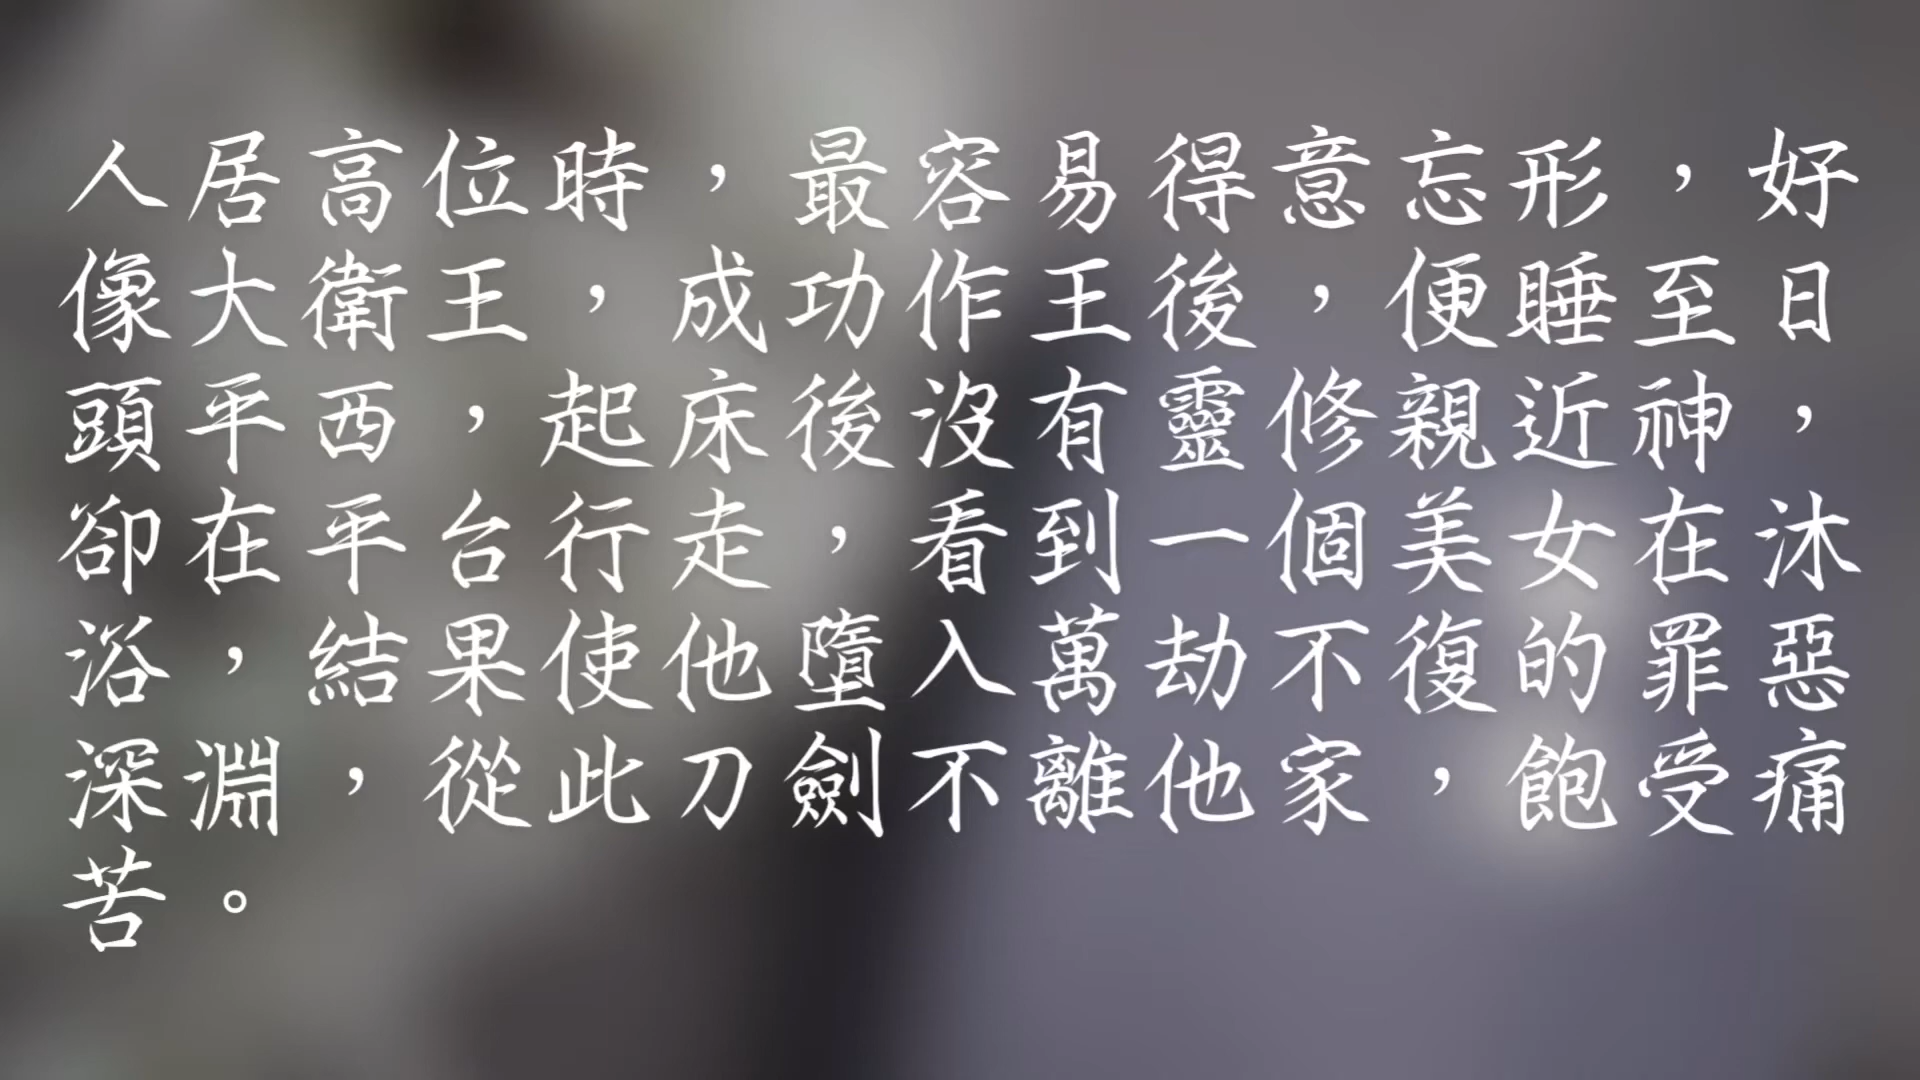 人居高位時，最容易得意忘形，好
像大衛王，成功作王後，便睡至日
頭平西，起床後沒有靈修親近神，
卻在平台行走，看到一個美女在沐
浴，結果使他墮入萬劫不復的罪惡
深淵，從此刀劍不離他家，飽受痛
苦。